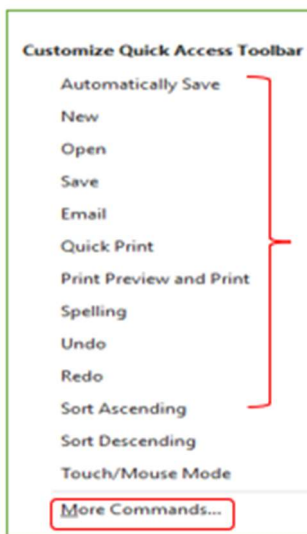 Customize Quick Access Toolbar
Automatically Save
New
Open
Save
Email
Quick Print
Print Preview and Print
Spelling
Undo
Redo
Sort Ascending
Sort Descending
Touch/Mouse Mode
More Commands...